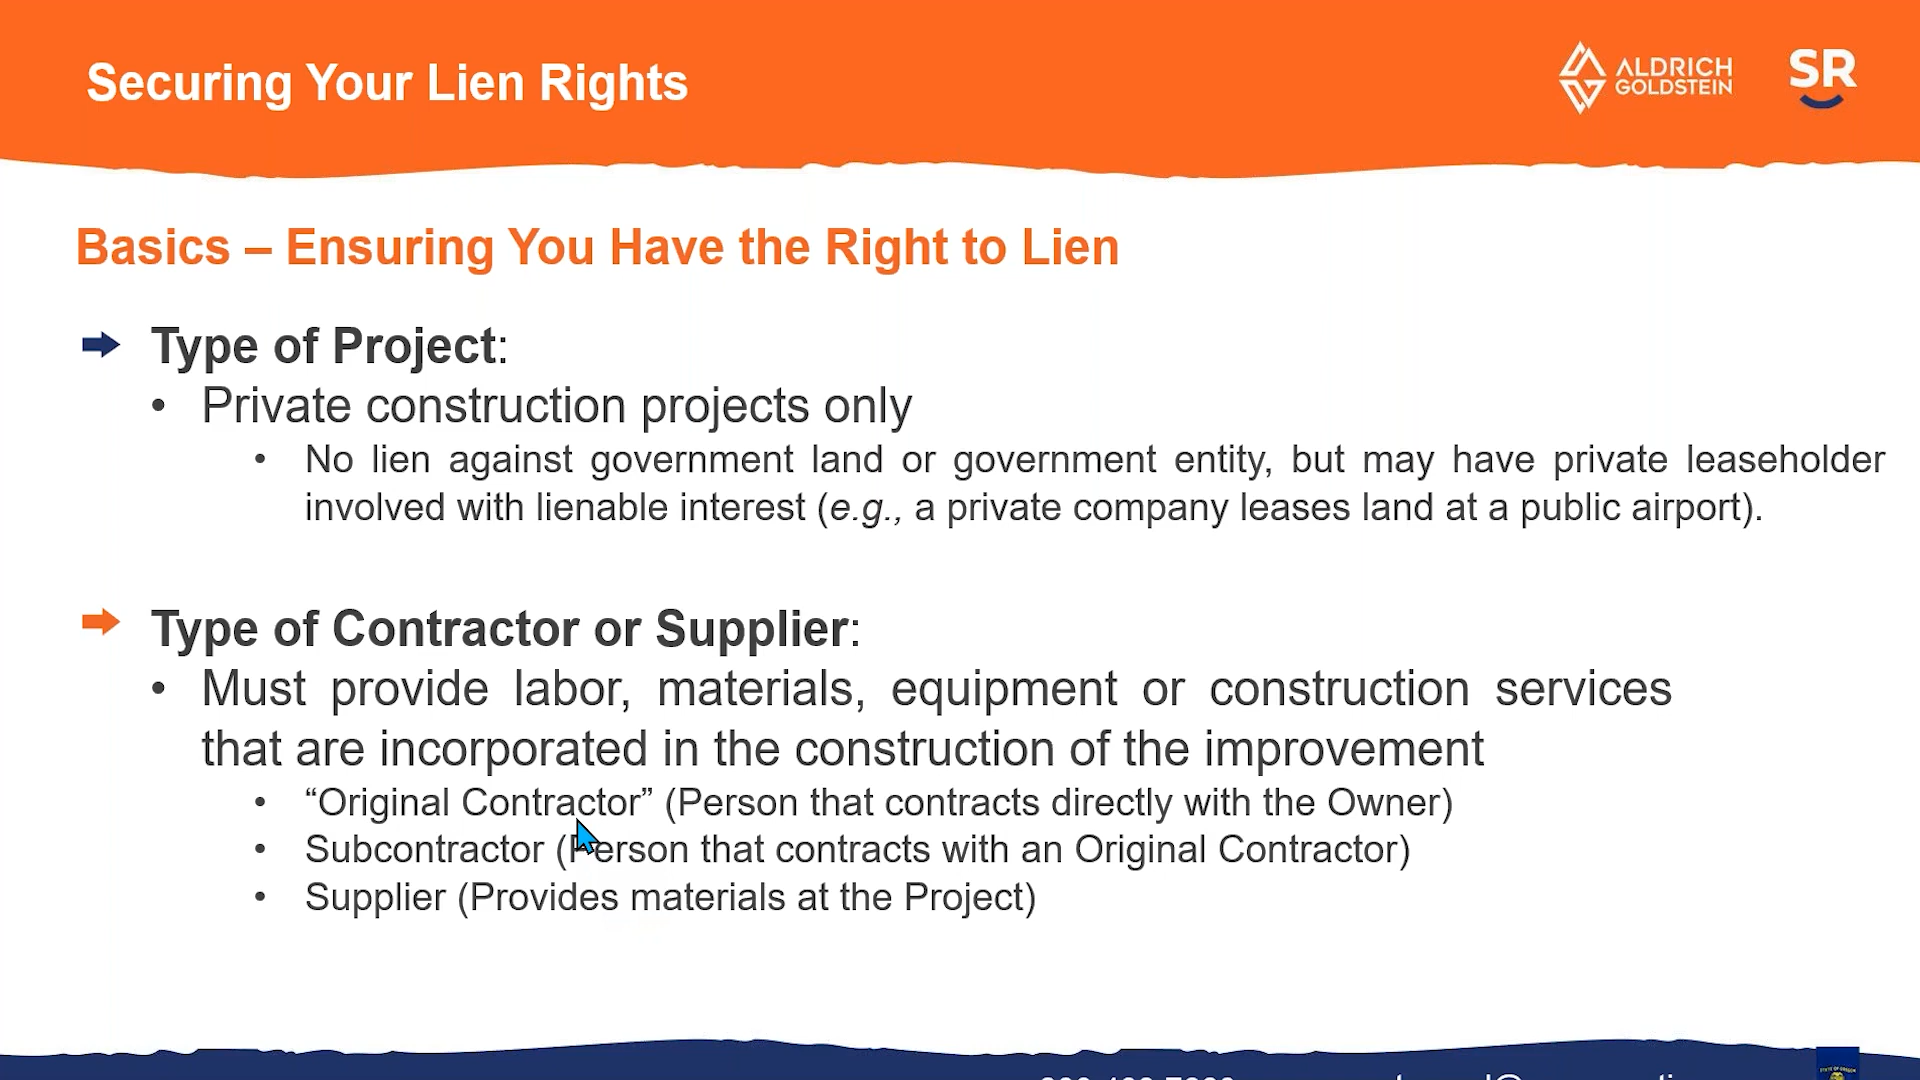 Securing Your Lien Rights
ALDRICH
GOLDSTEIN
SR
Basics – Ensuring You Have the Right to Lien
Type of Project:
• Private construction projects only
• No lien against government land or government entity, but may have private leaseholder
involved with lienable interest (e.g., a private company leases land at a public airport).
Type of Contractor or Supplier:
• Must provide labor, materials, equipment or construction services
that are incorporated in the construction of the improvement
• “Original Contractor” (Person that contracts directly with the Owner)
• Subcontractor (Person that contracts with an Original Contractor)
• Supplier (Provides materials at the Project)
STATE OF OREGON